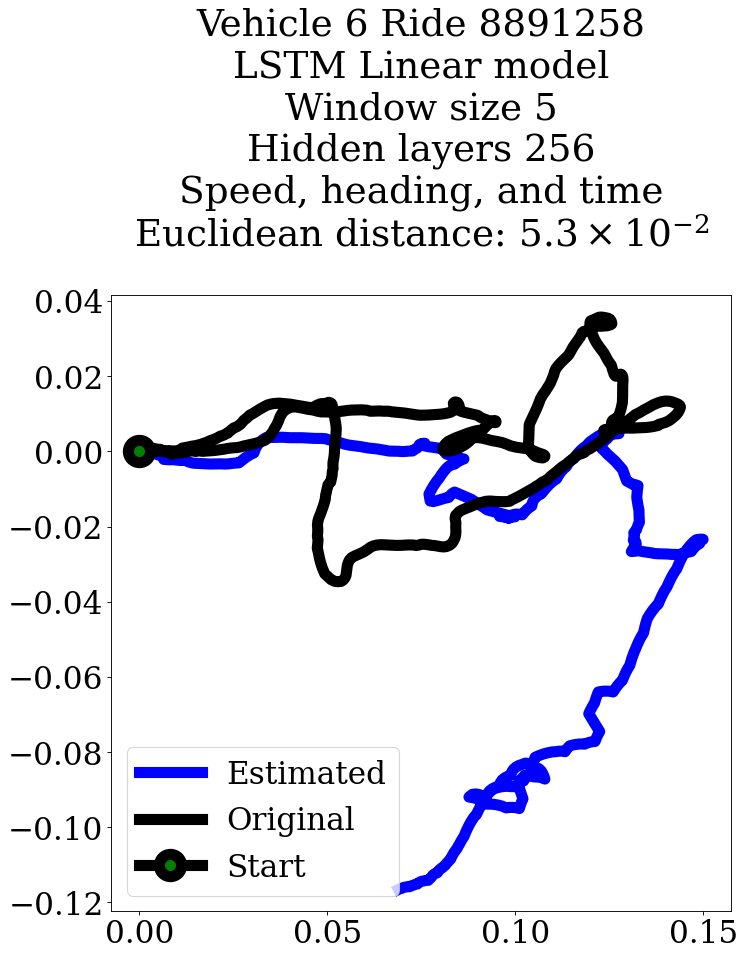 Vehicle 6 Ride 8891258
LSTM Linear model
Window size 5
Hidden layers 256
Speed, heading, and time
Euclidean distance: 5.3 × 10⁻²
0.04
0.02
0.00
−0.02
−0.04
−0.06
−0.08
−0.10
−0.12
Estimated
Original
Start
0.00 0.05 0.10 0.15